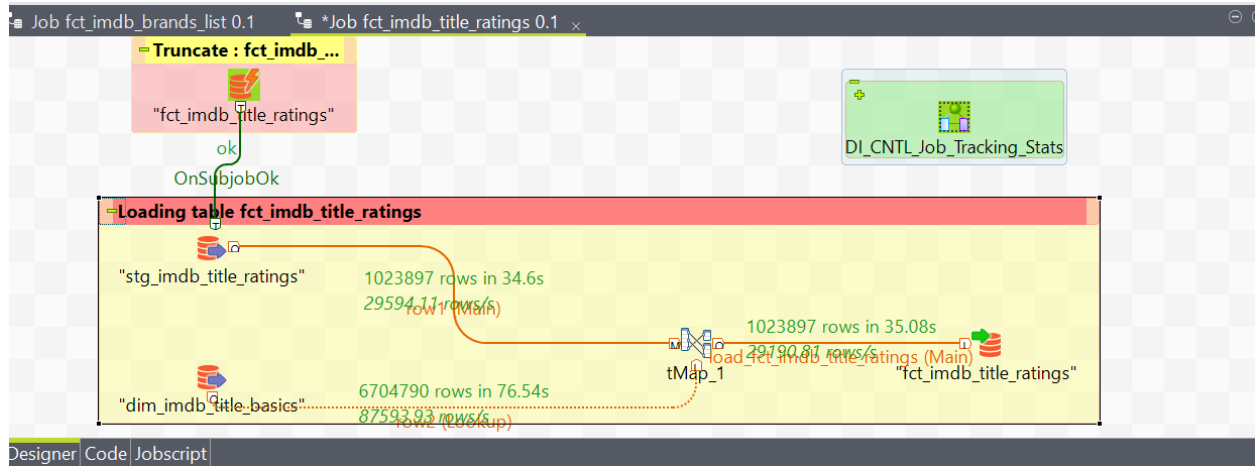 Job fct_imdb_brands_list 0.1
*Job fct_imdb_title_ratings 0.1
Truncate : fct_imdb_...
"fct_imdb_title_ratings"
ok
OnSubjobOk
DI_CNTL_Job_Tracking_Stats
Loading table fct_imdb_title_ratings
"stg_imdb_title_ratings"
1023897 rows in 34.6s
29594.11 rows/s
row1 (Main)
M
tMap_1
1023897 rows in 35.08s
29190.81 rows/s
load_fct_imdb_title_ratings (Main)
"fct_imdb_title_ratings"
"dim_imdb_title_basics"
6704790 rows in 76.54s
87593.93 rows/s
row2 (Lookup)
Designer
Code
Jobscript